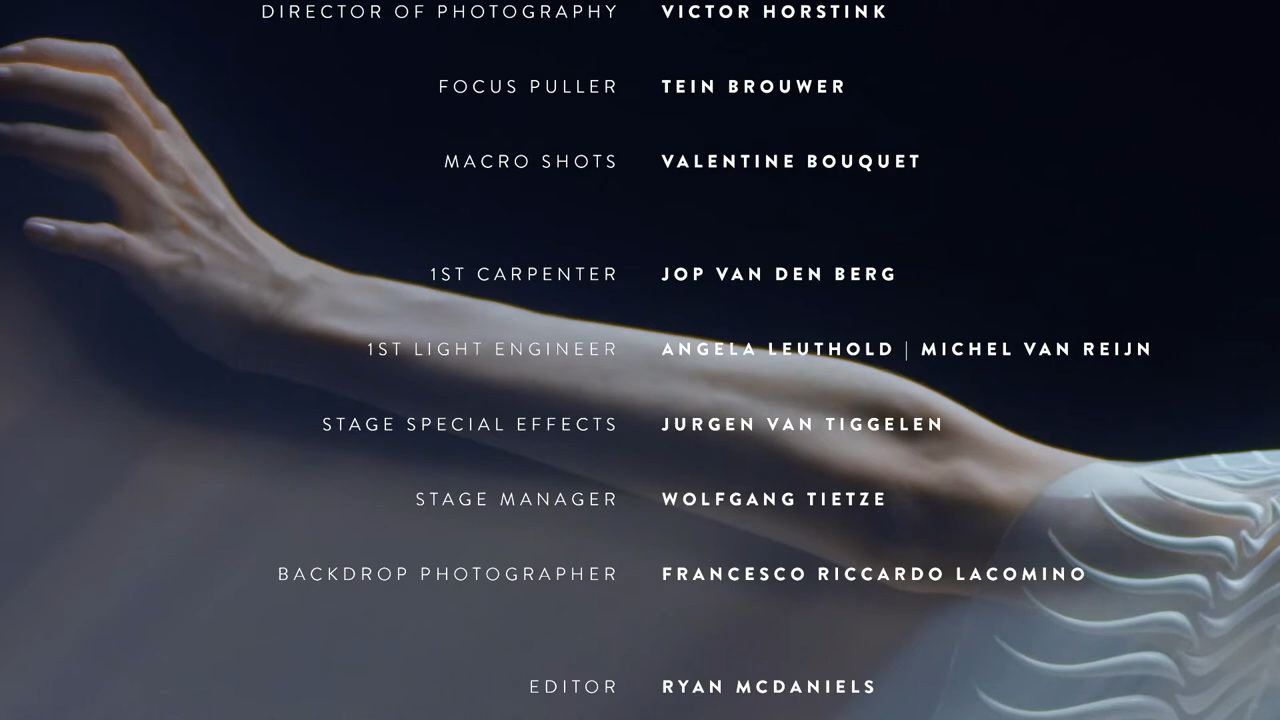 DIRECTOR OF PHOTOGRAPHY VICTOR HORSTINK
FOCUS PULLER TEIN BROUWER
MACRO SHOTS VALENTINE BOUQUET
1ST CARPENTER JOP VAN DEN BERG
1ST LIGHT ENGINEER ANGELA LEUTHOLD | MICHEL VAN REIJN
STAGE SPECIAL EFFECTS JURGEN VAN TIGGELEN
STAGE MANAGER WOLFGANG TIETZE
BACKDROP PHOTOGRAPHER FRANCESCO RICCARDO LACOMINO
EDITOR RYAN MCDANIELS